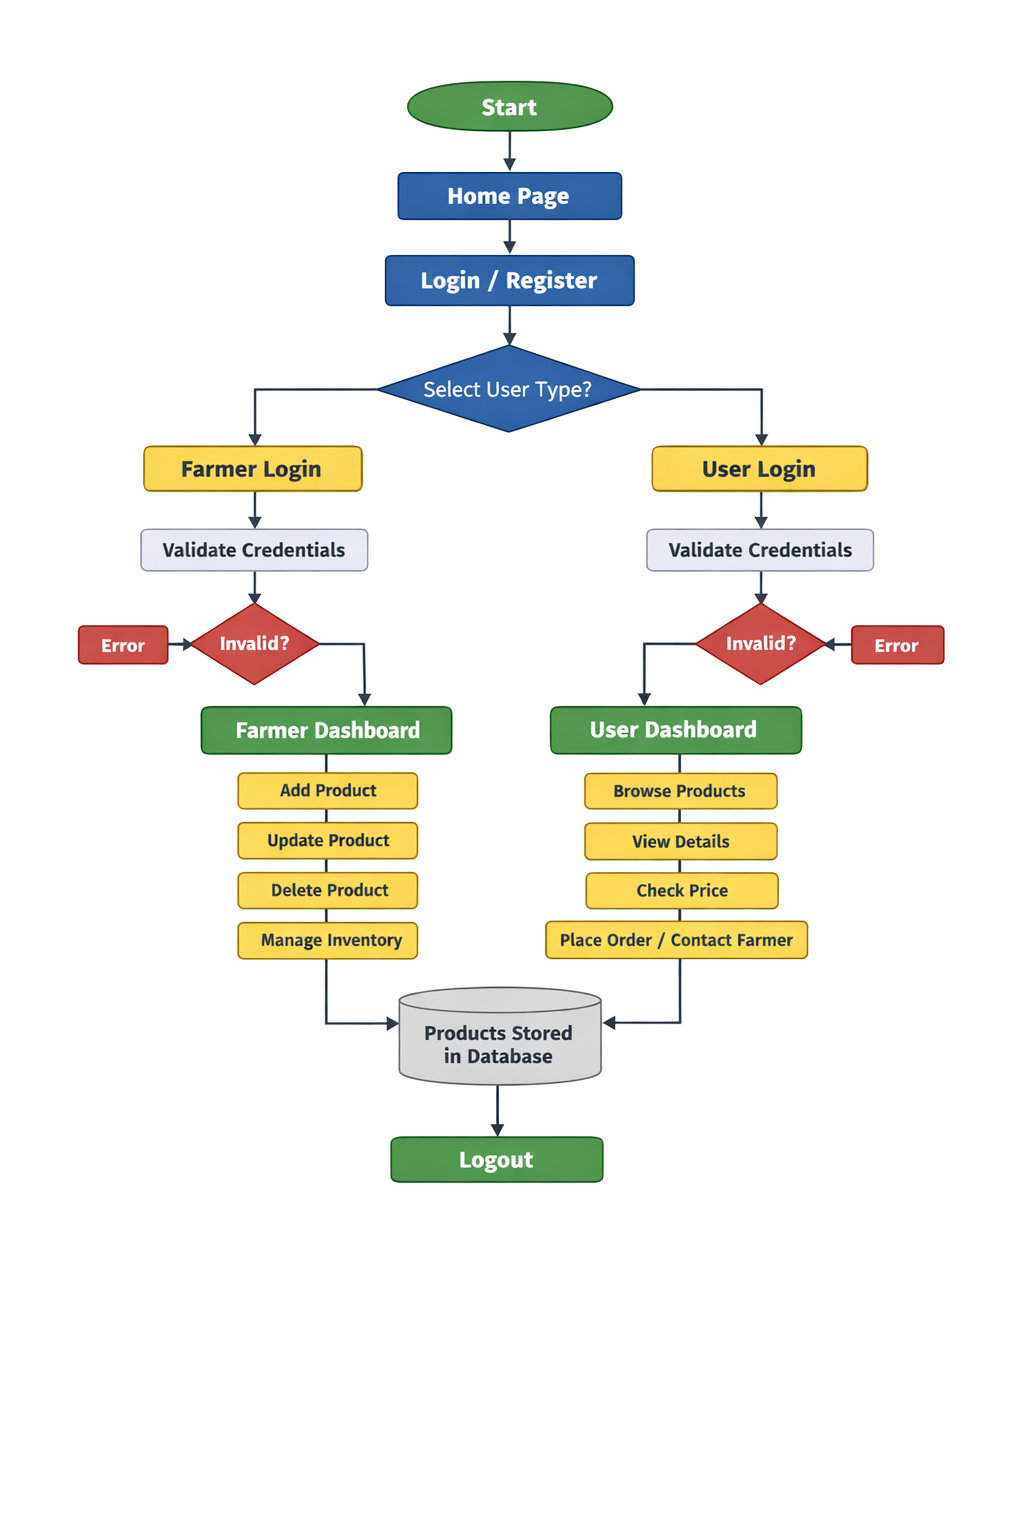 Start
Home Page
Login / Register
Select User Type?
Farmer Login
User Login
Validate Credentials
Validate Credentials
Error
Invalid?
Invalid?
Error
Farmer Dashboard
User Dashboard
Add Product
Browse Products
Update Product
View Details
Delete Product
Check Price
Manage Inventory
Place Order / Contact Farmer
Products Stored
in Database
Logout